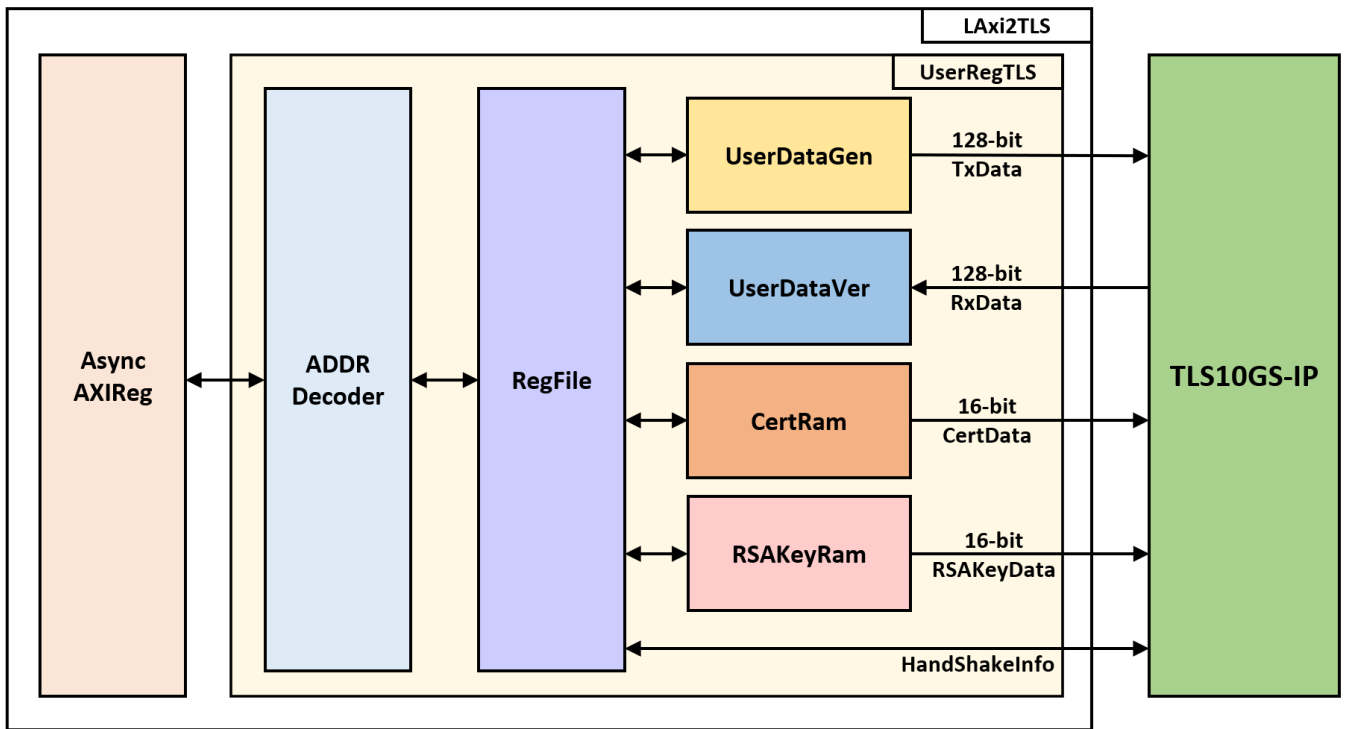 LAxi2TLS
UserRegTLS
Async
AXIReg
ADDR
Decoder
RegFile
UserDataGen
128-bit
TxData
UserDataVer
128-bit
RxData
CertRam
16-bit
CertData
RSAKeyRam
16-bit
RSAKeyData
HandShakeInfo
TLS10GS-IP